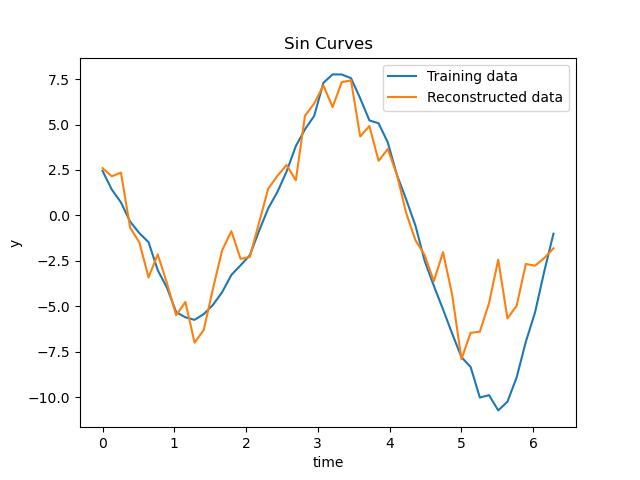 Sin Curves
Training data
Reconstructed data
7.5
5.0
2.5
0.0
−2.5
−5.0
−7.5
−10.0
y
0 1 2 3 4 5 6
time